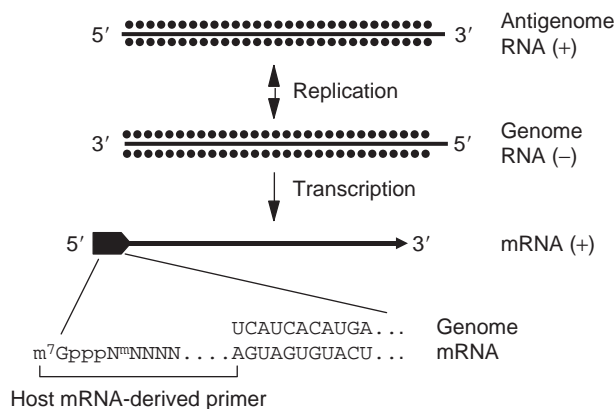 5′ 3′ Antigenome
RNA (+)
Replication
3′ 5′ Genome
RNA (−)
Transcription
5′ 3′ mRNA (+)
UCAUCACAUGA... Genome
m⁷GpppNᵐNNNN....AGUAGUGUACU... mRNA
Host mRNA-derived primer